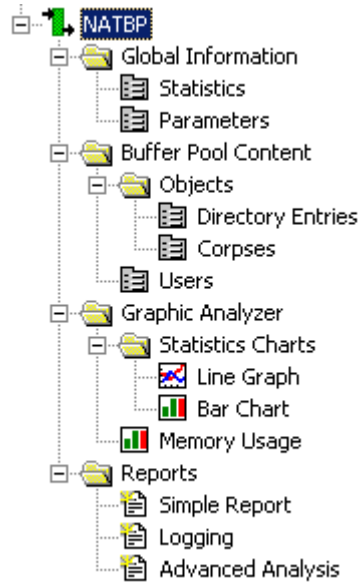 NATBP
Global Information
Statistics
Parameters
Buffer Pool Content
Objects
Directory Entries
Corpses
Users
Graphic Analyzer
Statistics Charts
Line Graph
Bar Chart
Memory Usage
Reports
Simple Report
Logging
Advanced Analysis